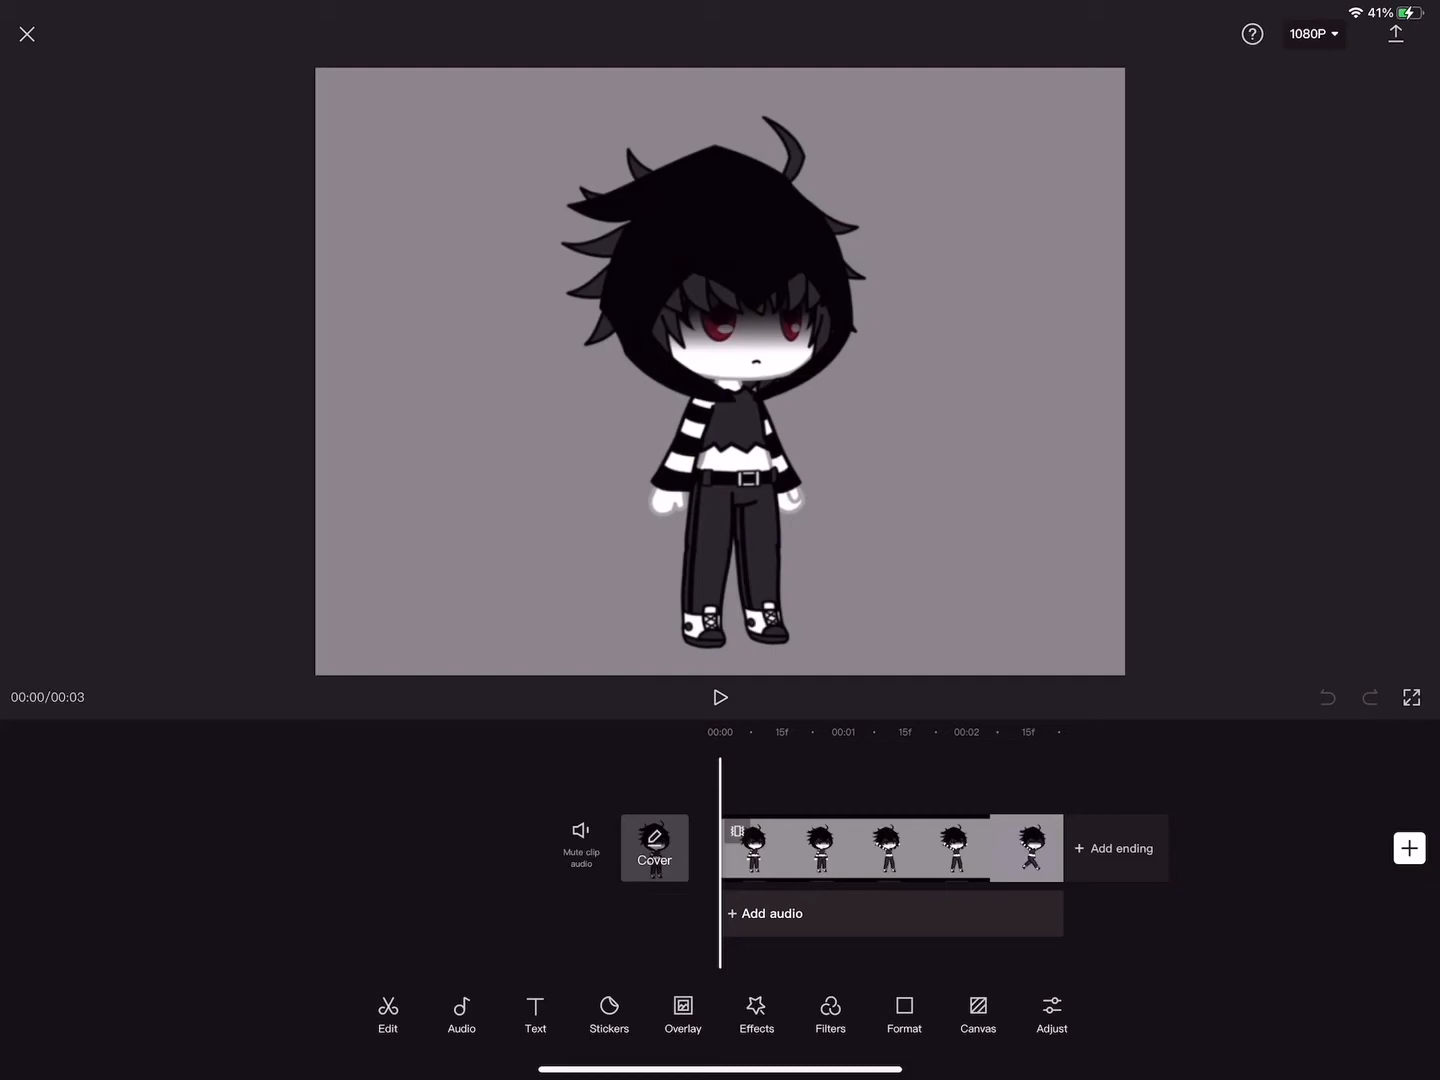 41%
1080P
00:00/00:03
00:00 15f 00:01 15f 00:02 15f
Mute clip
audio
Cover
+ Add ending
+ Add audio
Edit Audio Text Stickers Overlay Effects Filters Format Canvas Adjust